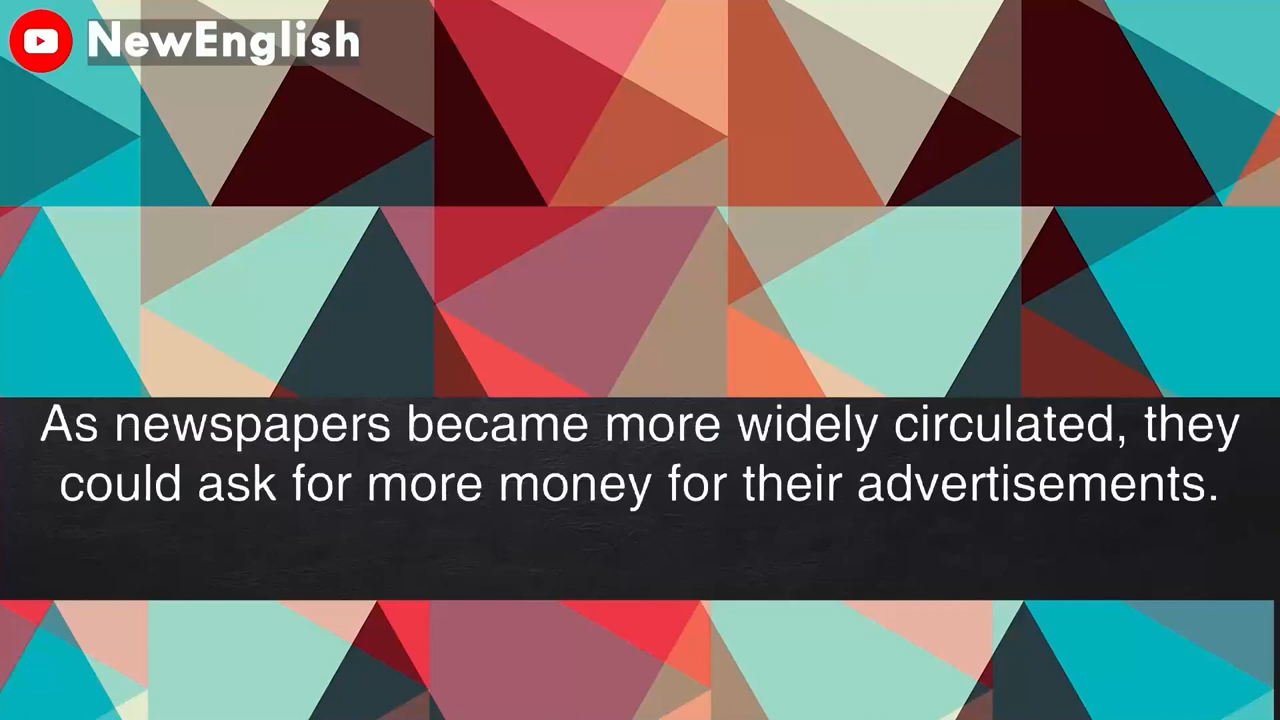 NewEnglish
As newspapers became more widely circulated, they
could ask for more money for their advertisements.